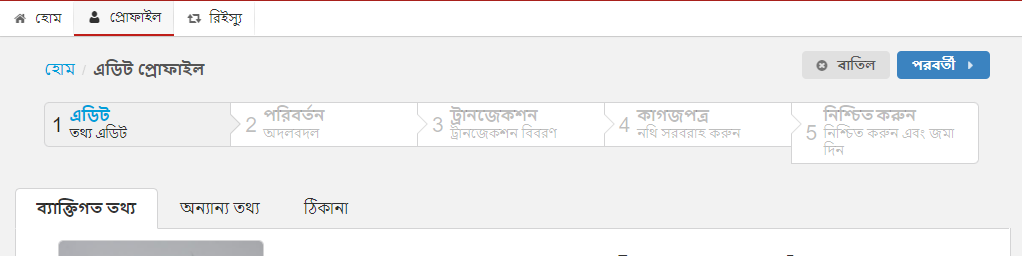 হোম প্রোফাইল রিইস্যু
হোম / এডিট প্রোফাইল
বাতিল পরবর্তী
1 এডিট
তথ্য এডিট
2 পরিবর্তন
অদলবদল
3 ট্রানজেকশন
ট্রানজেকশন বিবরণ
4 কাগজপত্র
নথি সরবরাহ করুন
5 নিশ্চিত করুন
নিশ্চিত করুন এবং জমা
দিন
ব্যাক্তিগত তথ্য অন্যান্য তথ্য ঠিকানা